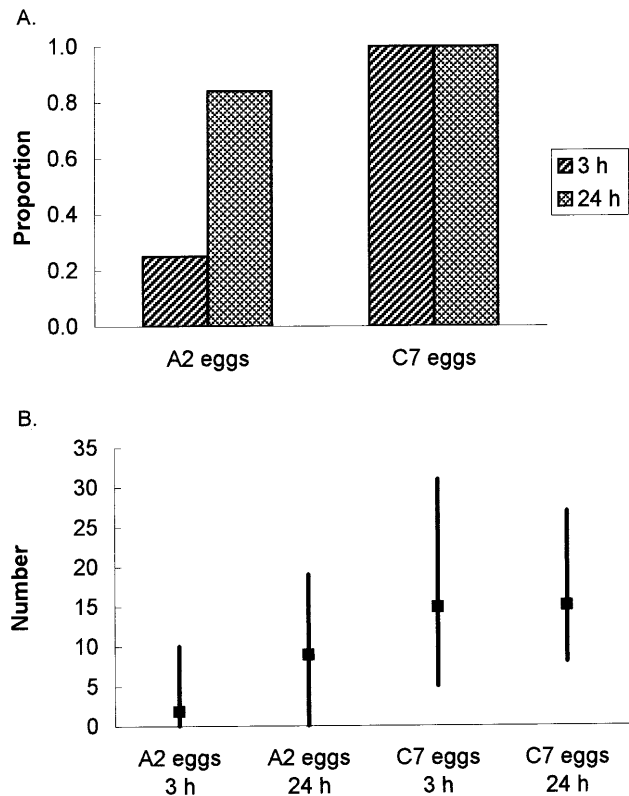 A.
1.0
0.8
0.6
0.4
0.2
0.0
Proportion
A2 eggs
C7 eggs
3 h
24 h
B.
35
30
25
20
15
10
5
0
Number
A2 eggs
3 h
A2 eggs
24 h
C7 eggs
3 h
C7 eggs
24 h